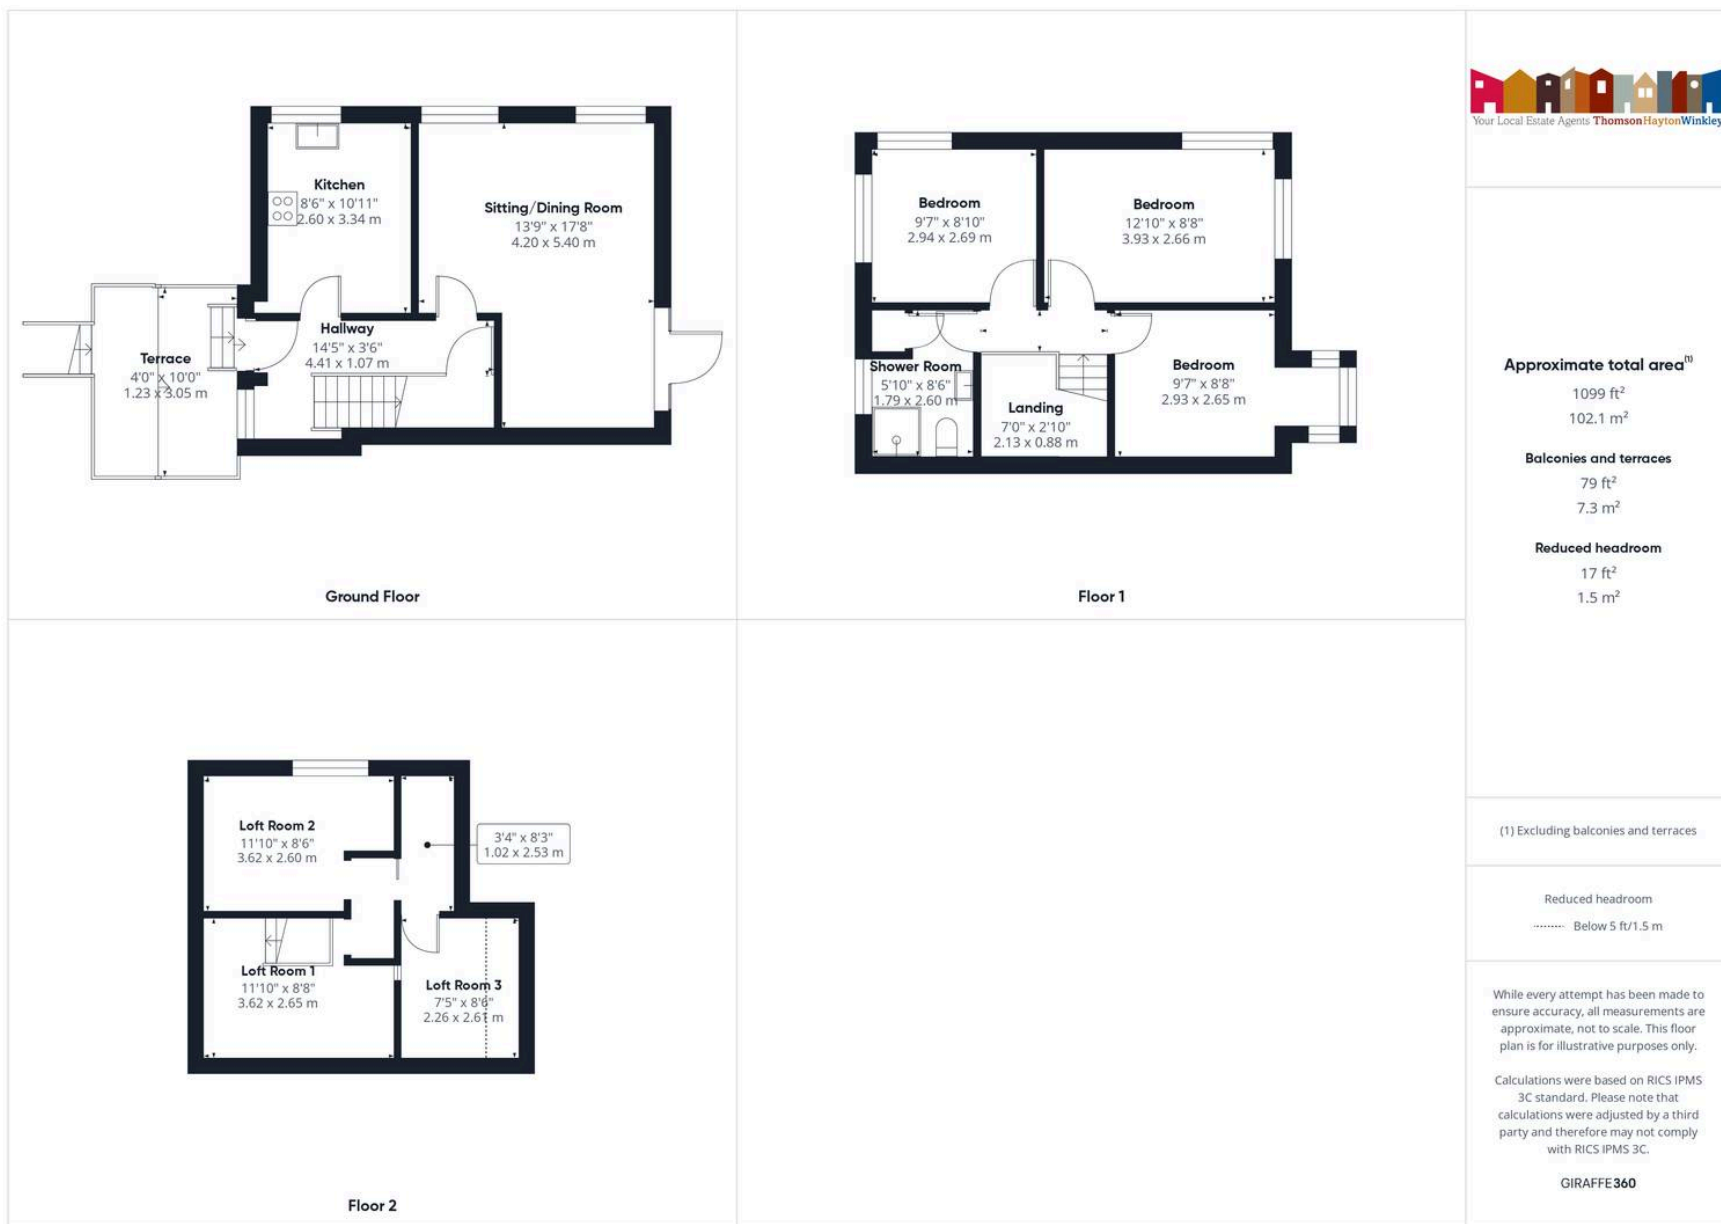 Kitchen
8'6" x 10'11"
2.60 x 3.34 m
Sitting/Dining Room
13'9" x 17'8"
4.20 x 5.40 m
Hallway
14'5" x 3'6"
4.41 x 1.07 m
Terrace
4'0" x 10'0"
1.23 x 3.05 m
Ground Floor
Bedroom
9'7" x 8'10"
2.94 x 2.69 m
Bedroom
12'10" x 8'8"
3.93 x 2.66 m
Shower Room
5'10" x 8'6"
1.79 x 2.60 m
Landing
7'0" x 2'10"
2.13 x 0.88 m
Bedroom
9'7" x 8'8"
2.93 x 2.65 m
Floor 1
Loft Room 2
11'10" x 8'6"
3.62 x 2.60 m
3'4" x 8'3"
1.02 x 2.53 m
Loft Room 1
11'10" x 8'8"
3.62 x 2.65 m
Loft Room 3
7'5" x 8'6"
2.26 x 2.61 m
Floor 2
Your Local Estate Agents ThomsonHaytonWinkley
Approximate total area(1)
1099 ft²
102.1 m²
Balconies and terraces
79 ft²
7.3 m²
Reduced headroom
17 ft²
1.5 m²
(1) Excluding balconies and terraces
Reduced headroom
Below 5 ft/1.5 m
While every attempt has been made to
ensure accuracy, all measurements are
approximate, not to scale. This floor
plan is for illustrative purposes only.
Calculations were based on RICS IPMS
3C standard. Please note that
calculations were adjusted by a third
party and therefore may not comply
with RICS IPMS 3C.
GIRAFFE360